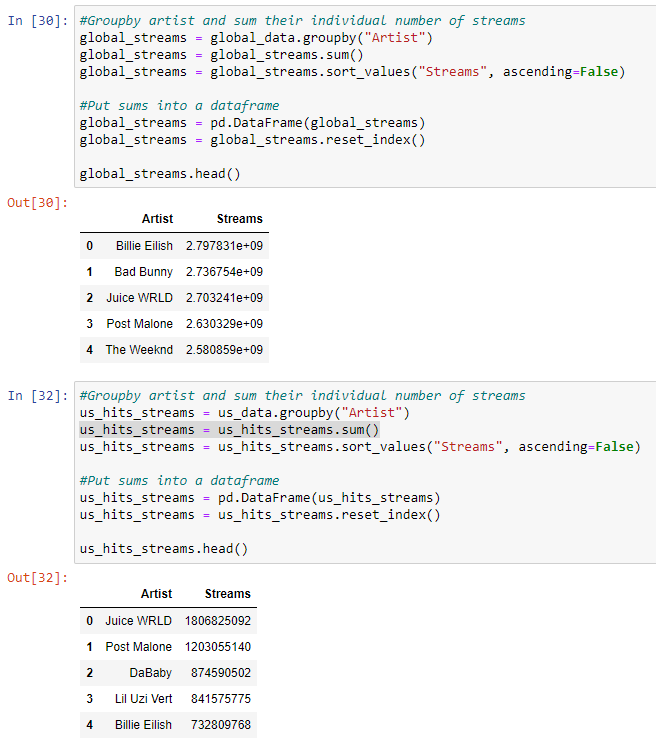 In [30]: #Groupby artist and sum their individual number of streams
global_streams = global_data.groupby("Artist")
global_streams = global_streams.sum()
global_streams = global_streams.sort_values("Streams", ascending=False)
#Put sums into a dataframe
global_streams = pd.DataFrame(global_streams)
global_streams = global_streams.reset_index()
global_streams.head()
Out[30]:
Artist Streams
0 Billie Eilish 2.797831e+09
1 Bad Bunny 2.736754e+09
2 Juice WRLD 2.703241e+09
3 Post Malone 2.630329e+09
4 The Weeknd 2.580859e+09
In [32]: #Groupby artist and sum their individual number of streams
us_hits_streams = us_data.groupby("Artist")
us_hits_streams = us_hits_streams.sum()
us_hits_streams = us_hits_streams.sort_values("Streams", ascending=False)
#Put sums into a dataframe
us_hits_streams = pd.DataFrame(us_hits_streams)
us_hits_streams = us_hits_streams.reset_index()
us_hits_streams.head()
Out[32]:
Artist Streams
0 Juice WRLD 1806825092
1 Post Malone 1203055140
2 DaBaby 874590502
3 Lil Uzi Vert 841575775
4 Billie Eilish 732809768